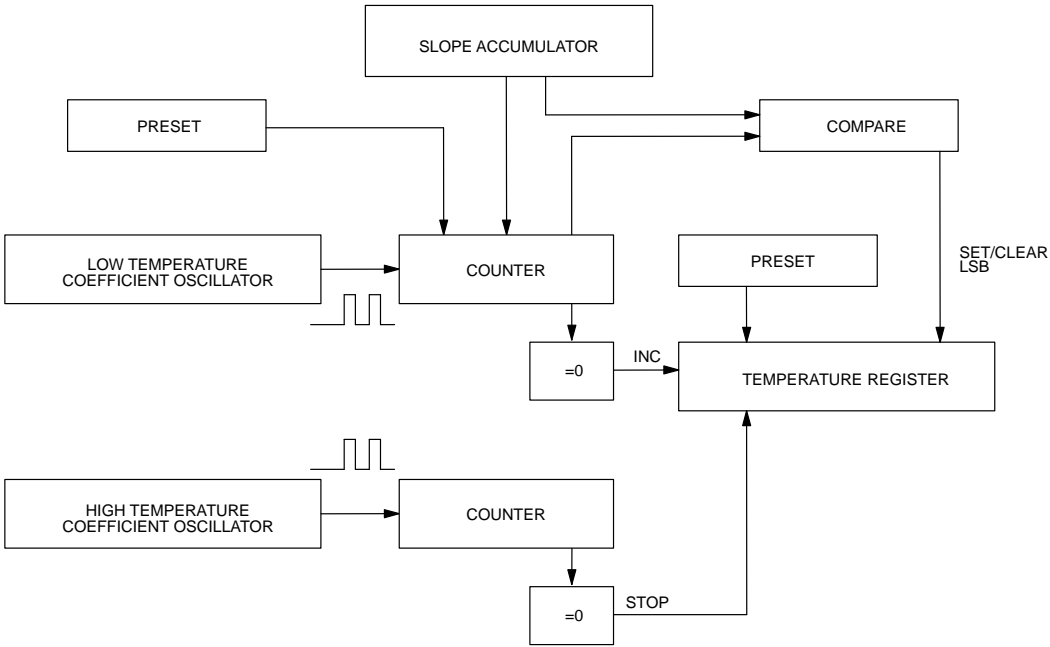 SLOPE ACCUMULATOR
PRESET
COMPARE
LOW TEMPERATURE
COEFFICIENT OSCILLATOR
COUNTER
PRESET
SET/CLEAR
LSB
=0
INC
TEMPERATURE REGISTER
HIGH TEMPERATURE
COEFFICIENT OSCILLATOR
COUNTER
=0
STOP